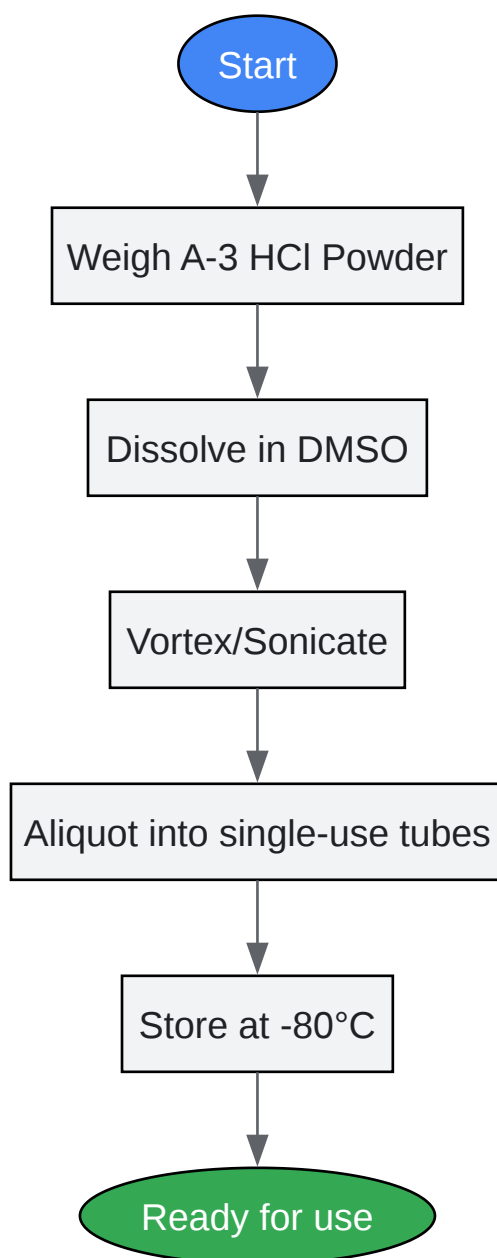 Start
Weigh A-3 HCl Powder
Dissolve in DMSO
Vortex/Sonicate
Aliquot into single-use tubes
Store at -80°C
Ready for use